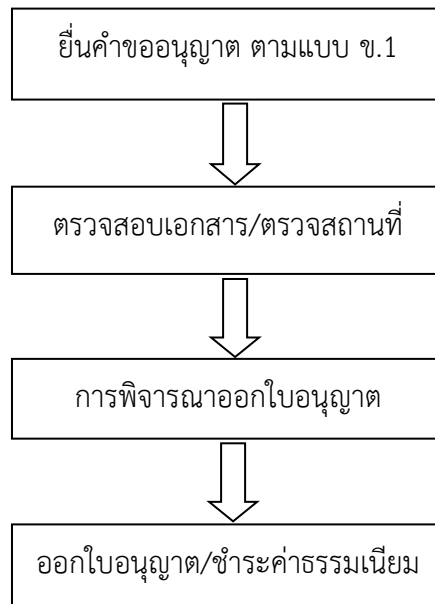 ยื่นคำขออนุญาต ตามแบบ ข.1
ตรวจสอบเอกสาร/ตรวจสถานที่
การพิจารณาออกใบอนุญาต
ออกใบอนุญาต/ชำระค่าธรรมเนียม